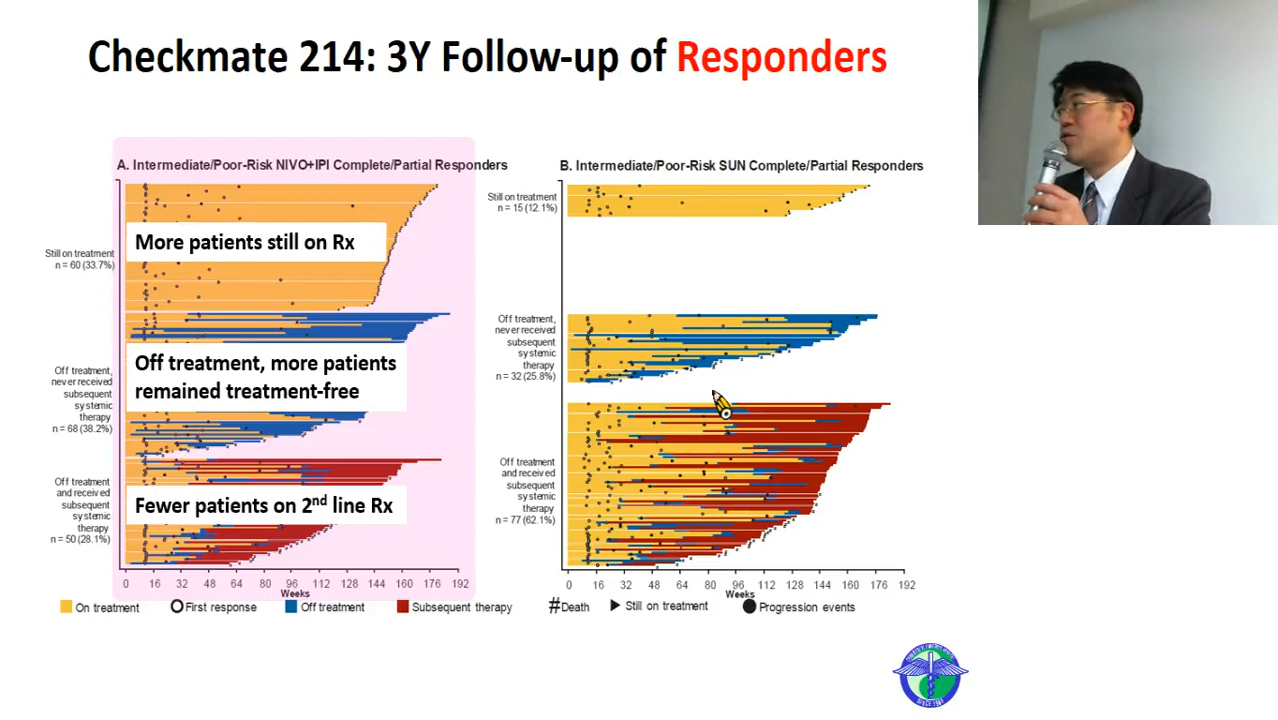 Checkmate 214: 3Y Follow-up of Responders
A. Intermediate/Poor-Risk NIVO+IPI Complete/Partial Responders
Still on treatment
n = 60 (33.7%)
More patients still on Rx
Off treatment,
never received
subsequent
systemic
therapy
n = 68 (38.2%)
Off treatment, more patients
remained treatment-free
Off treatment
and received
subsequent
systemic
therapy
n = 50 (28.1%)
Fewer patients on 2nd line Rx
0 16 32 48 64 80 96 112 128 144 160 176 192
Weeks
B. Intermediate/Poor-Risk SUN Complete/Partial Responders
Still on treatment
n = 15 (12.1%)
Off treatment,
never received
subsequent
systemic
therapy
n = 32 (25.8%)
Off treatment
and received
subsequent
systemic
therapy
n = 77 (62.1%)
0 16 32 48 64 80 96 112 128 144 160 176 192
Weeks
On treatment First response Off treatment Subsequent therapy # Death Still on treatment Progression events
SINCE 1967